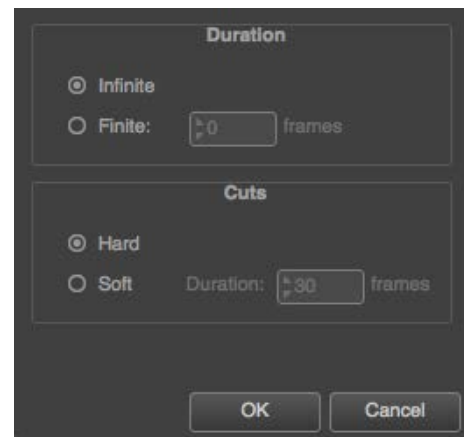 Duration
Infinite
Finite: 0 frames
Cuts
Hard
Soft Duration: 30 frames
OK Cancel